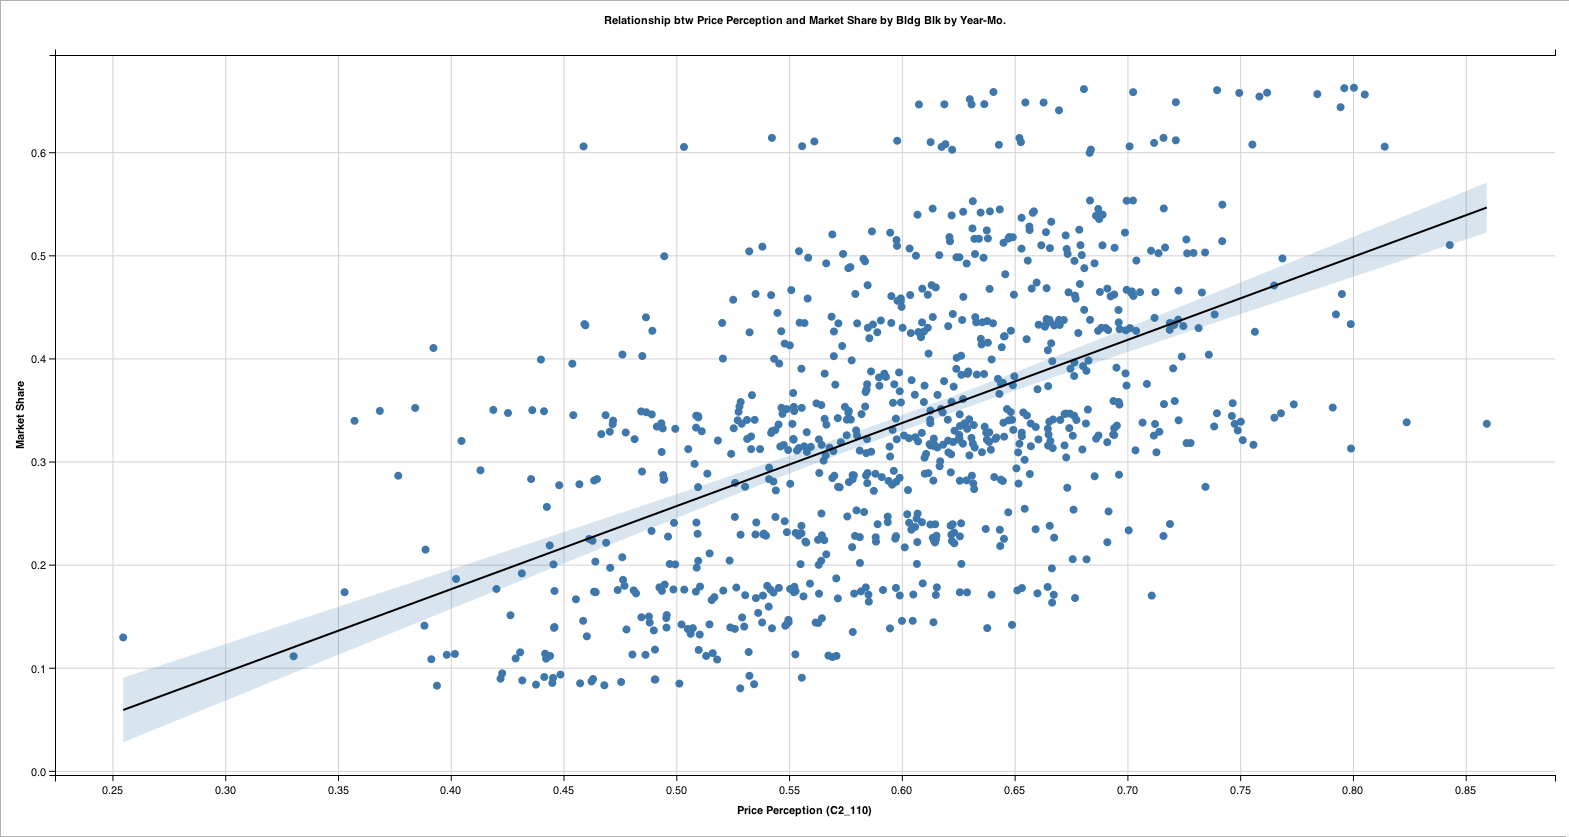 Relationship btw Price Perception and Market Share by Bldg Blk by Year-Mo.
Market Share
0.6
0.5
0.4
0.3
0.2
0.1
0.0
0.25 0.30 0.35 0.40 0.45 0.50 0.55 0.60 0.65 0.70 0.75 0.80 0.85
Price Perception (C2_110)